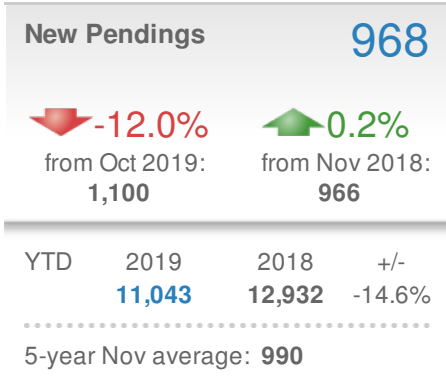 New Pendings 968
-12.0% 0.2%
from Oct 2019: from Nov 2018:
1,100 966
YTD 2019 2018 +/-
11,043 12,932 -14.6%
5-year Nov average: 990